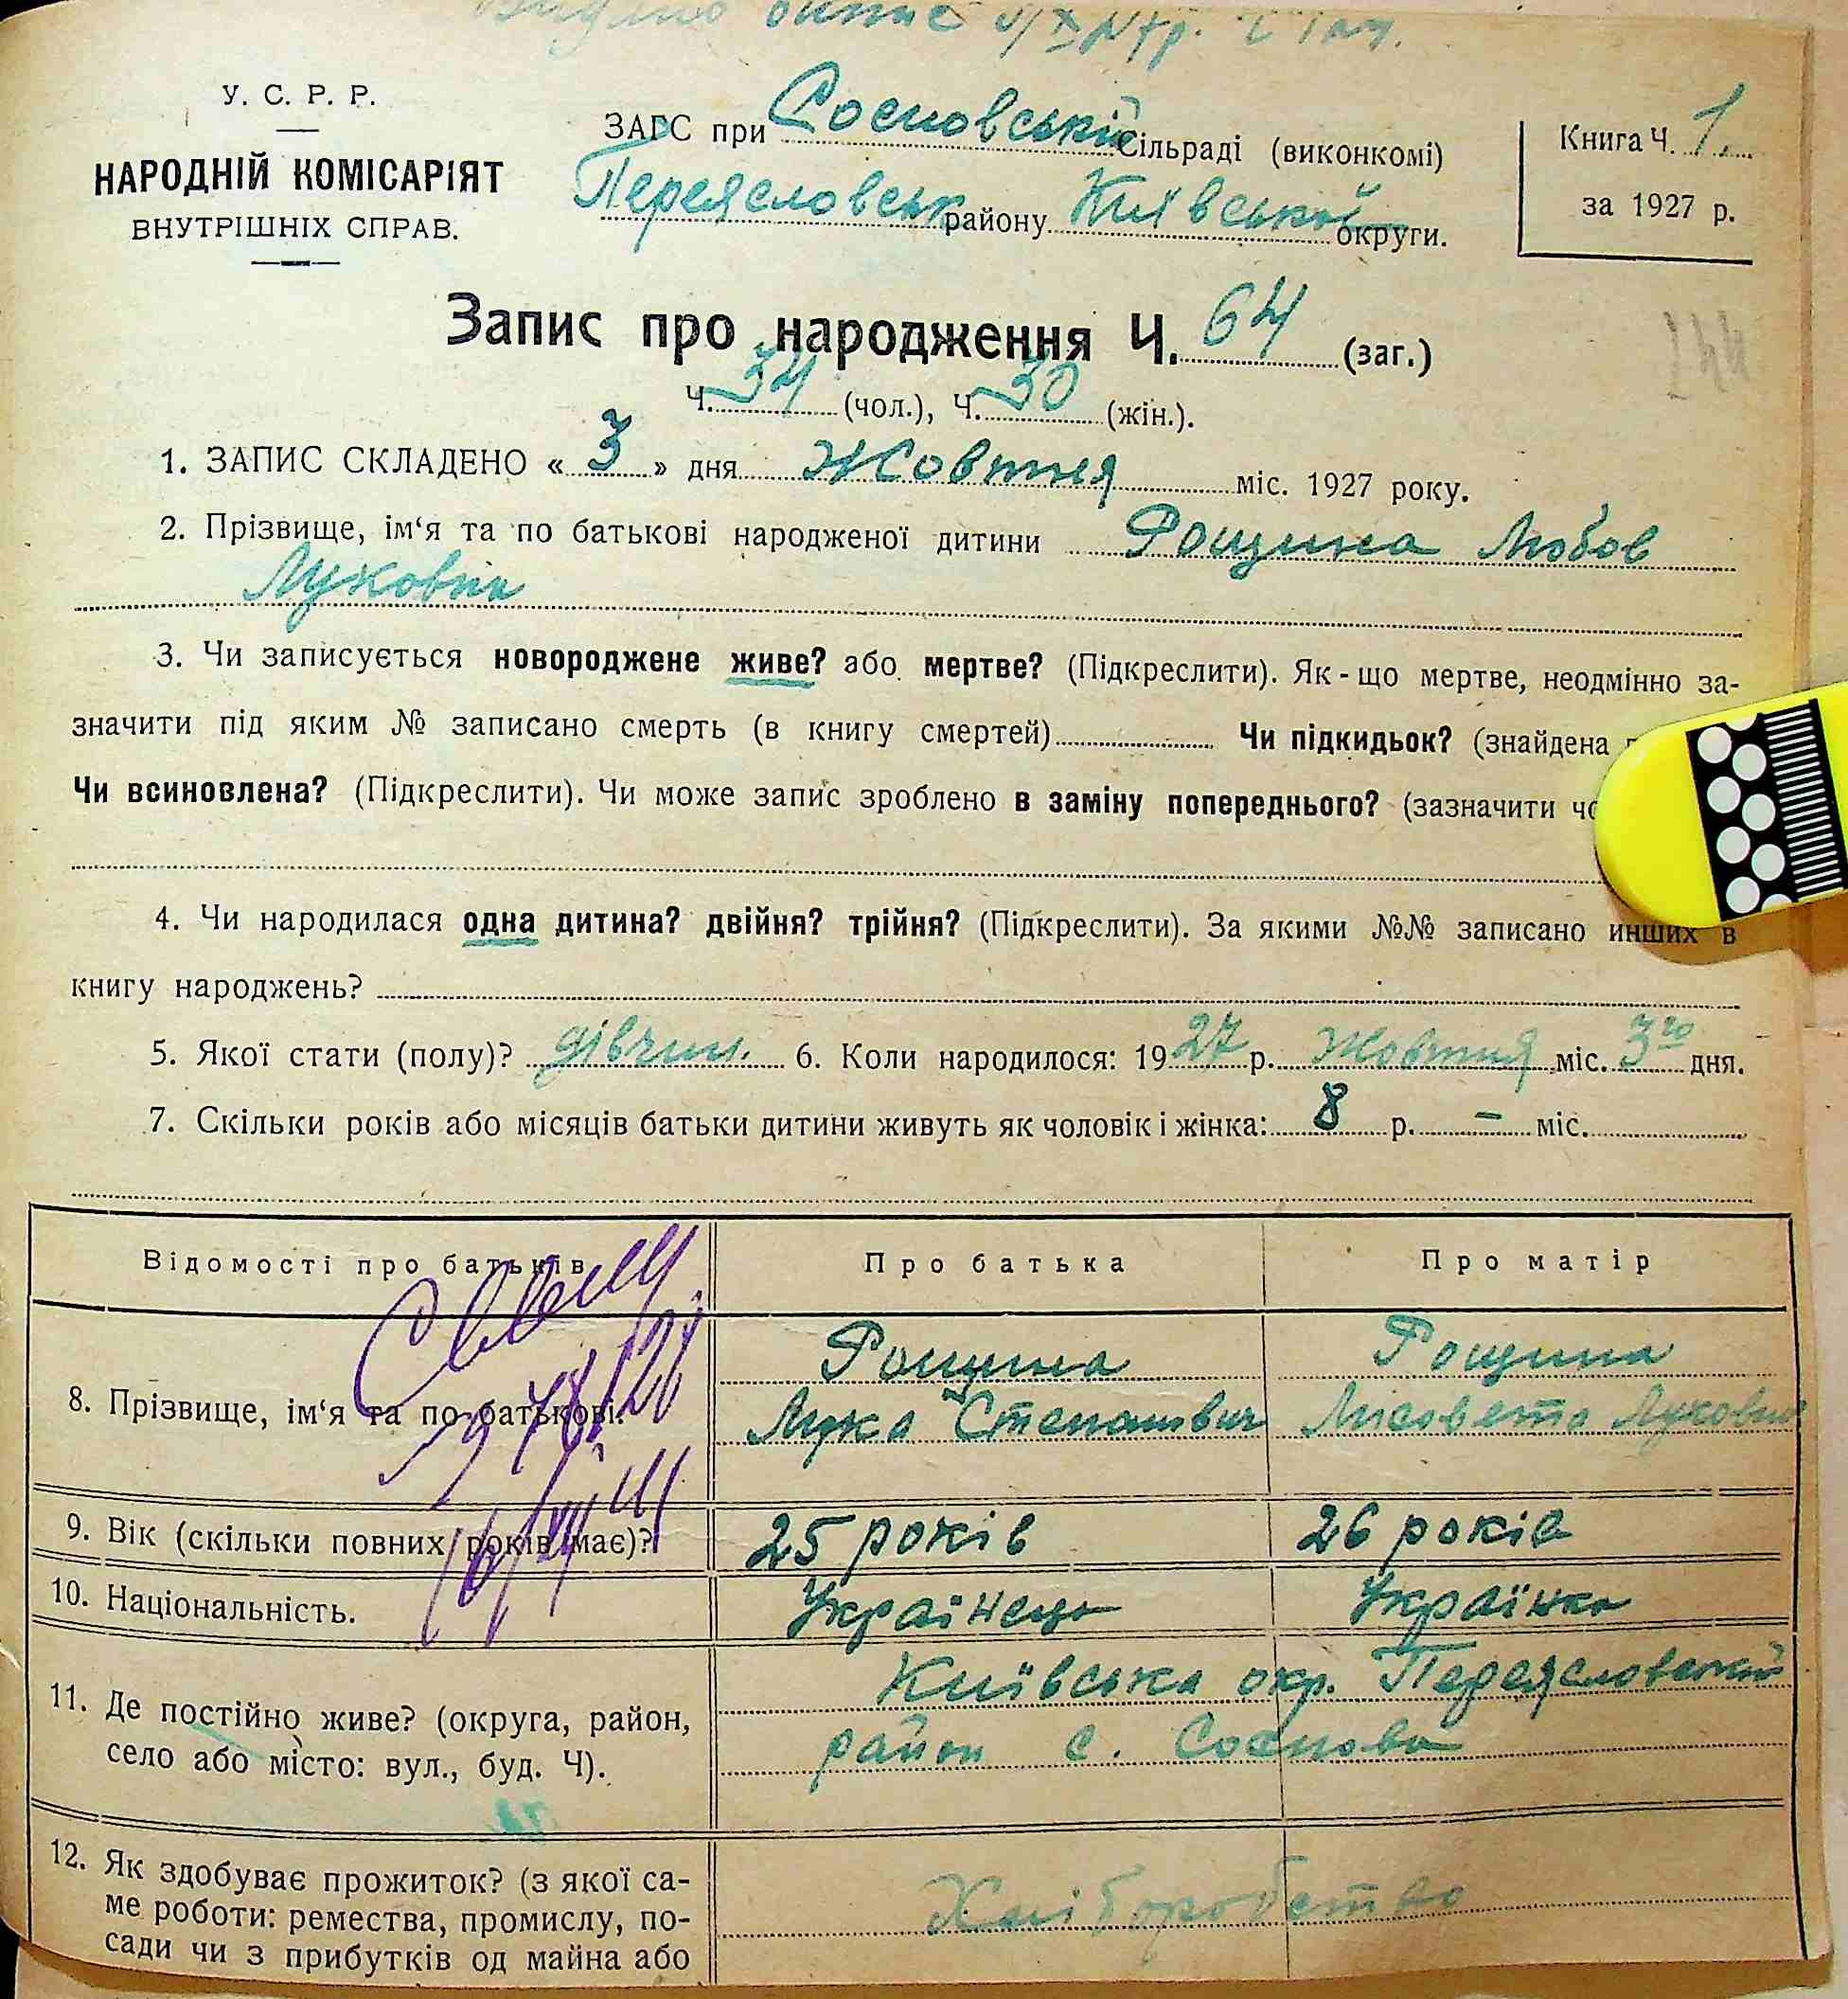 У. С. Р. Р.
НАРОДНІЙ КОМІСАРІЯТ
ВНУТРІШНІХ СПРАВ.
ЗАГС при Сосновській Сільраді (виконкомі)
Переясловськ району Київської округи.
Книга Ч. 1.
за 1927 р.
Запис про народження Ч. 64 (заг.)
Ч. 34 (чол.), Ч. 30 (жін.).
144
1. ЗАПИС СКЛАДЕНО « 3 » дня Жовтня міс. 1927 року.
2. Прізвище, ім‘я та по батькові народженої дитини Рощина Любов
Луковна
3. Чи записується новороджене живе? або мертве? (Підкреслити). Як-що мертве, неодмінно за-
значити під яким № записано смерть (в книгу смертей) Чи підкидьок? (знайдена
Чи всиновлена? (Підкреслити). Чи може запис зроблено в заміну попереднього? (зазначити
4. Чи народилася одна дитина? двійня? трійня? (Підкреслити). За якими №№ записано инших в
книгу народжень?
5. Якої стати (полу)? дівчин. 6. Коли народилося: 1927 р. Жовтня міс. 3го дня.
7. Скільки років або місяців батьки дитини живуть як чоловік і жінка: 8 р. – міс.
Відомості про батьків Про батька Про матір
8. Прізвище, ім‘я та по-батькові. Рощина Рощина
Лука Степанович Лисавета Луковна
9. Вік (скільки повних років має)? 25 років 26 років
10. Національність. Українець Українка
11. Де постійно живе? (округа, район, Київська окр. Переясловський
село або місто: вул., буд. Ч). район с. Соснова
12. Як здобуває прожиток? (з якої са- Хліборобство
ме роботи: ремества, промислу, по-
сади чи з прибутків од майна або